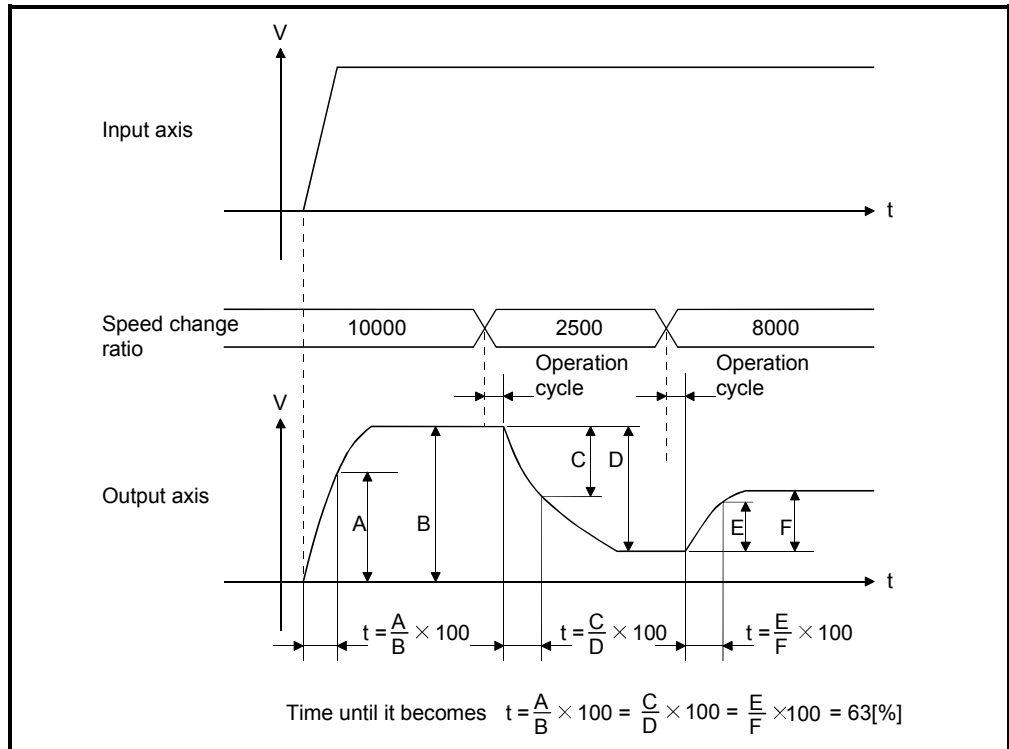 V
Input axis
t
Speed change
ratio
10000
2500
8000
Operation
cycle
Operation
cycle
V
Output axis
A
B
C
D
E
F
t
t = A/B × 100
t = C/D × 100
t = E/F × 100
Time until it becomes t = A/B × 100 = C/D × 100 = E/F ×100 = 63[%]